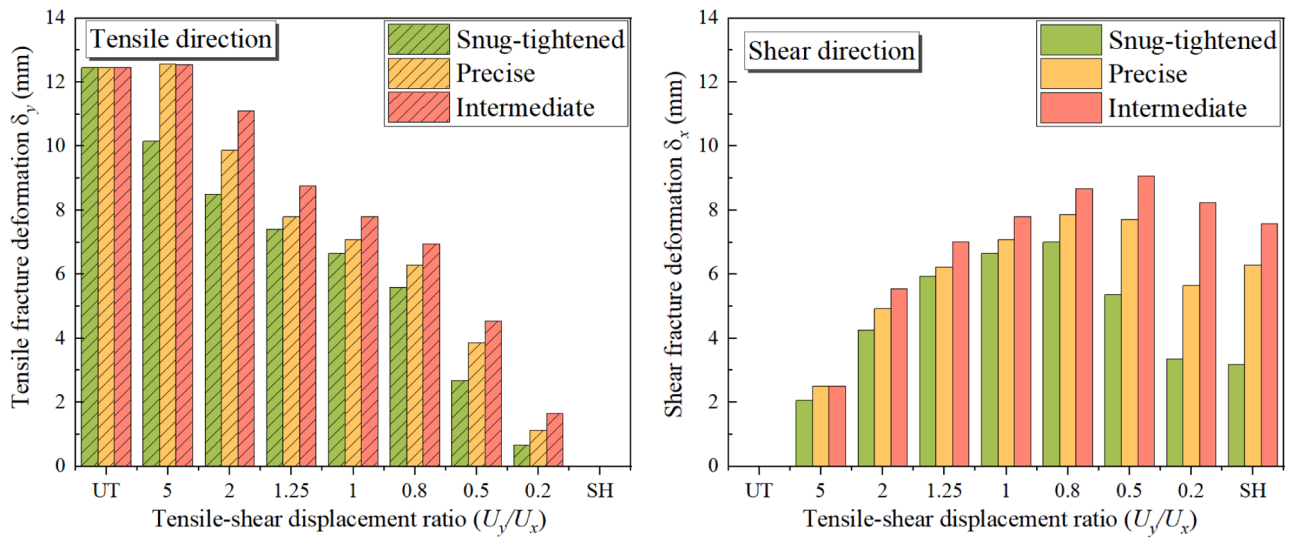 Tensile direction
Snug-tightened
Precise
Intermediate
Tensile fracture deformation δy (mm)
14
12
10
8
6
4
2
0
UT 5 2 1.25 1 0.8 0.5 0.2 SH
Tensile-shear displacement ratio (Uy/Ux)
Shear direction
Snug-tightened
Precise
Intermediate
Shear fracture deformation δx (mm)
14
12
10
8
6
4
2
0
UT 5 2 1.25 1 0.8 0.5 0.2 SH
Tensile-shear displacement ratio (Uy/Ux)